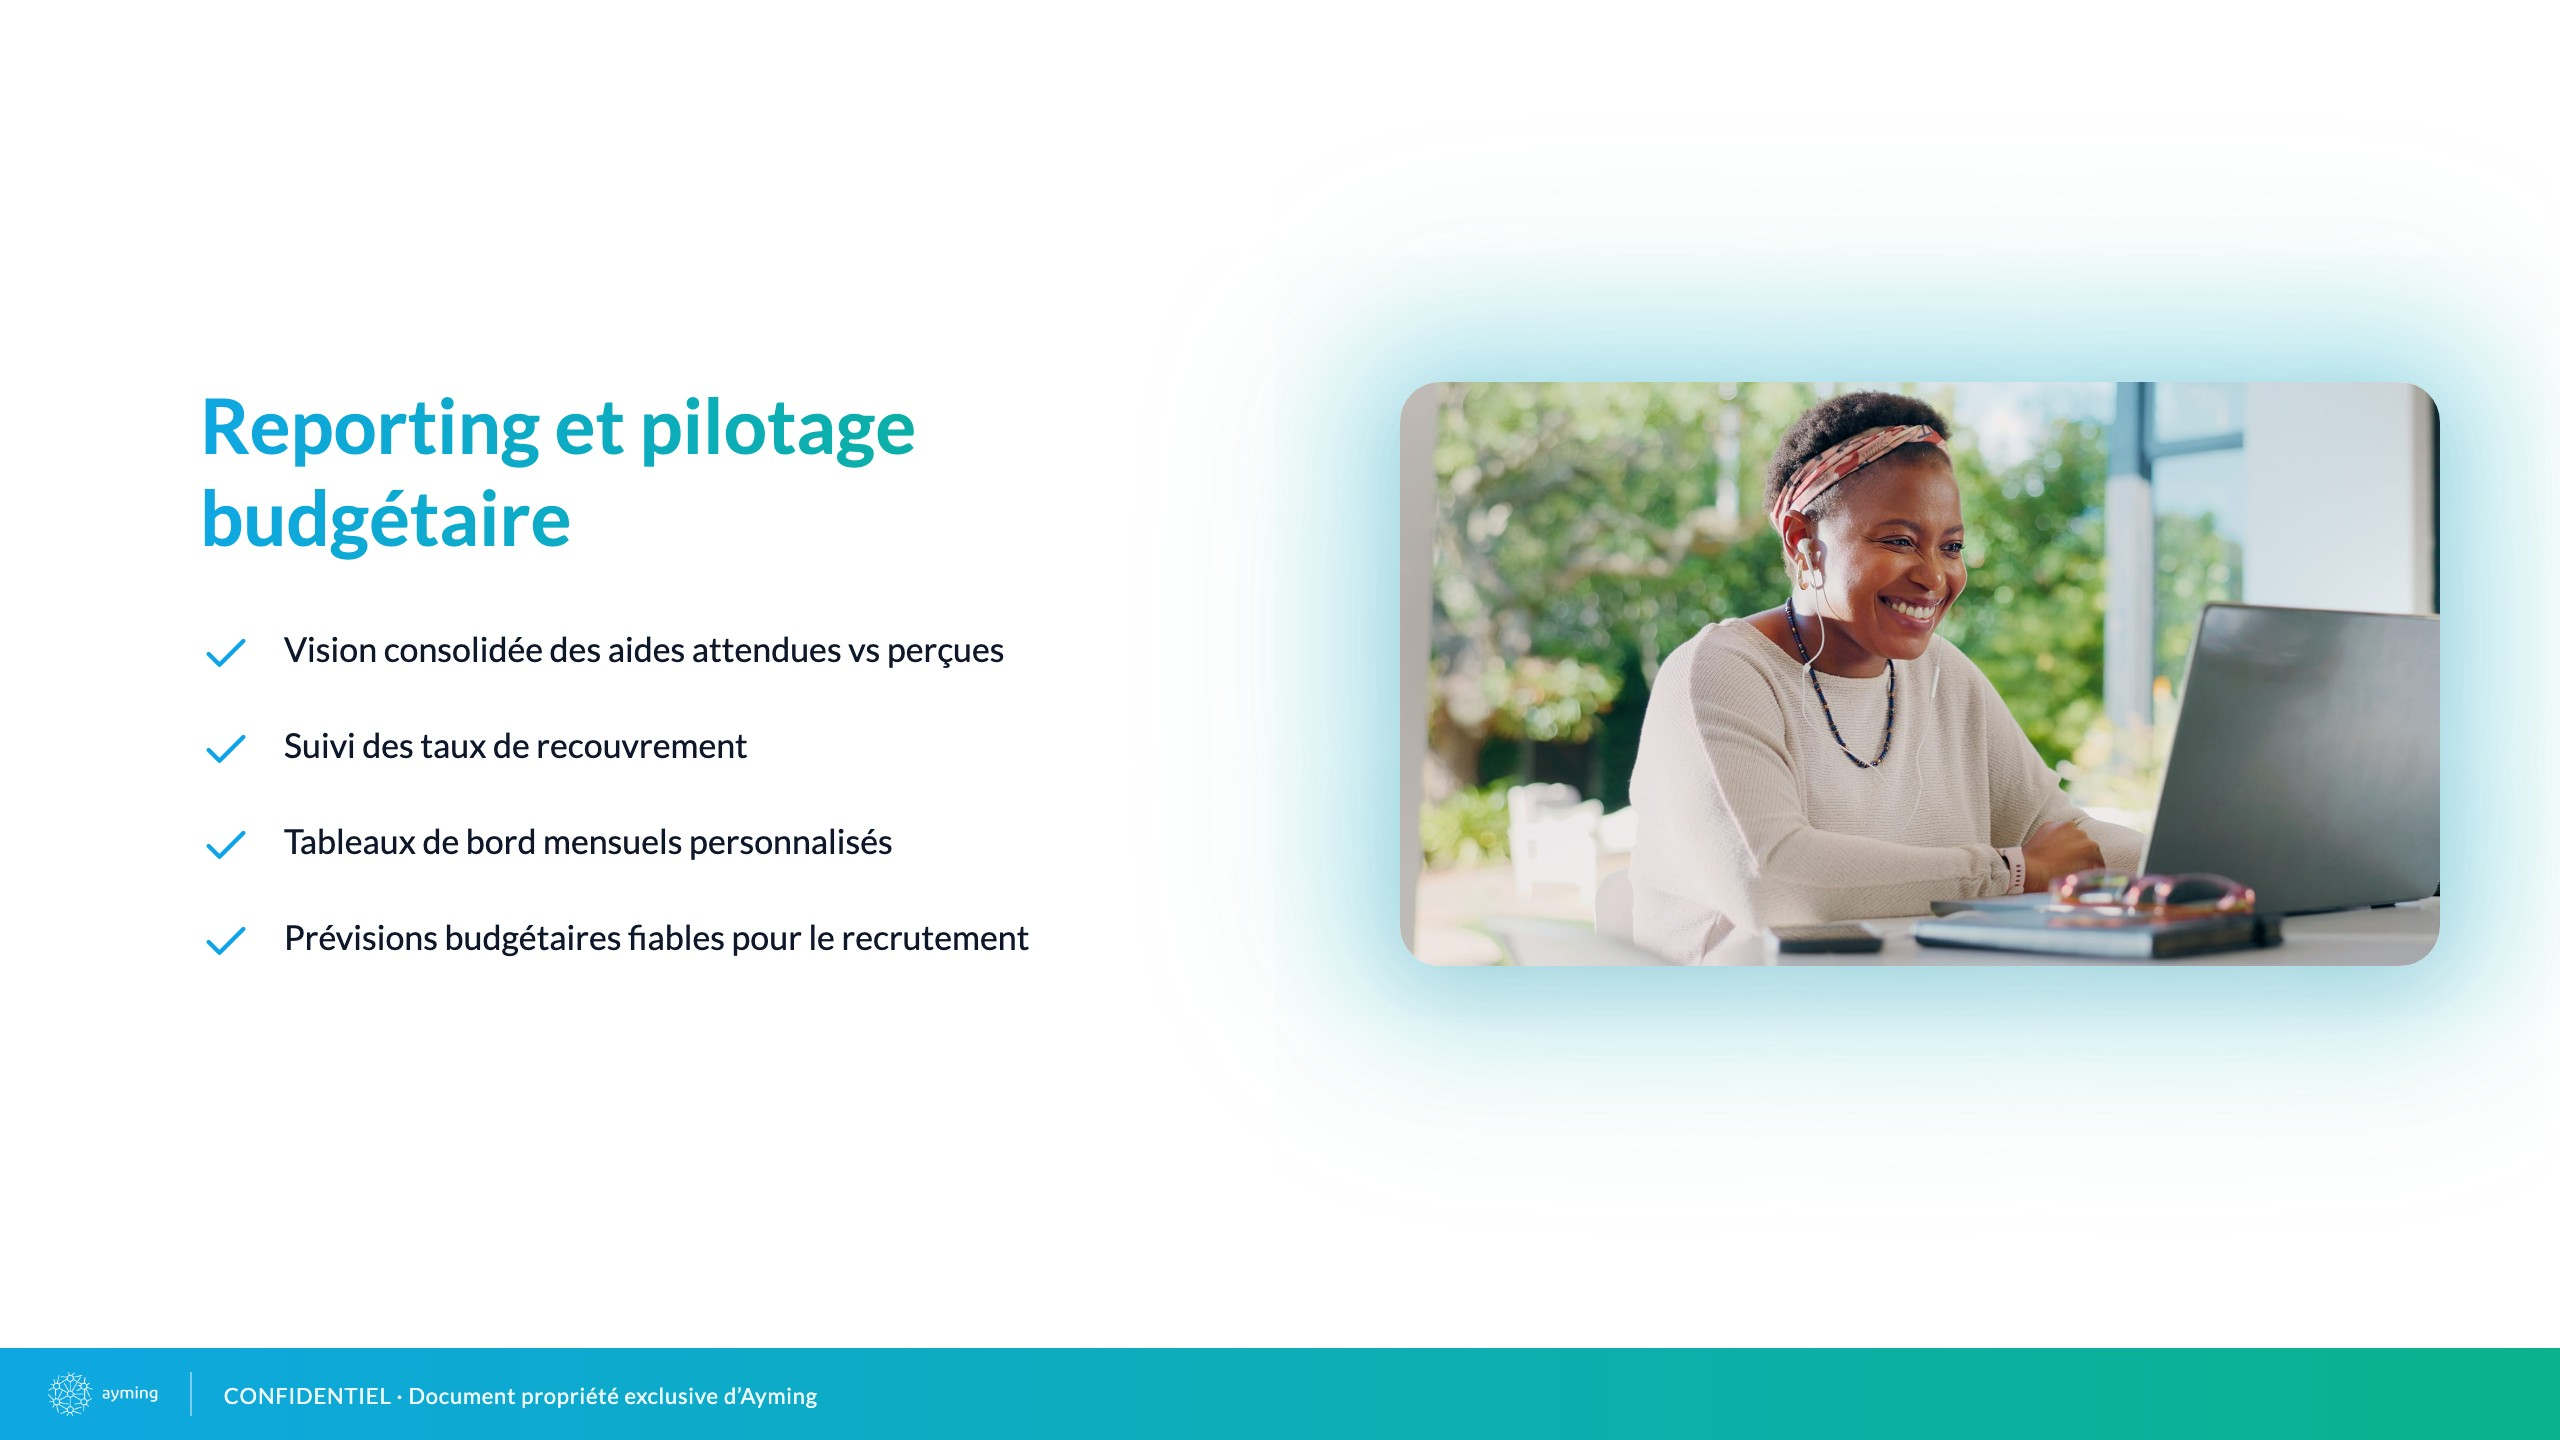 Reporting et pilotage
budgétaire
Vision consolidée des aides attendues vs perçues
Suivi des taux de recouvrement
Tableaux de bord mensuels personnalisés
Prévisions budgétaires fiables pour le recrutement
ayming
CONFIDENTIEL · Document propriété exclusive d’Ayming